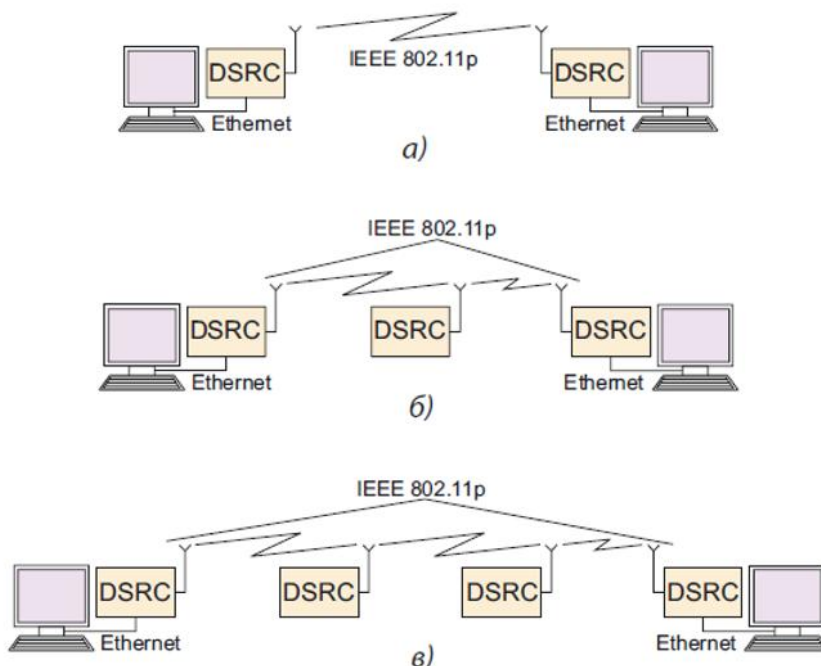 DSRC
IEEE 802.11p
DSRC
Ethernet
Ethernet
а)
IEEE 802.11p
DSRC
DSRC
DSRC
Ethernet
Ethernet
б)
IEEE 802.11p
DSRC
DSRC
DSRC
DSRC
Ethernet
Ethernet
в)